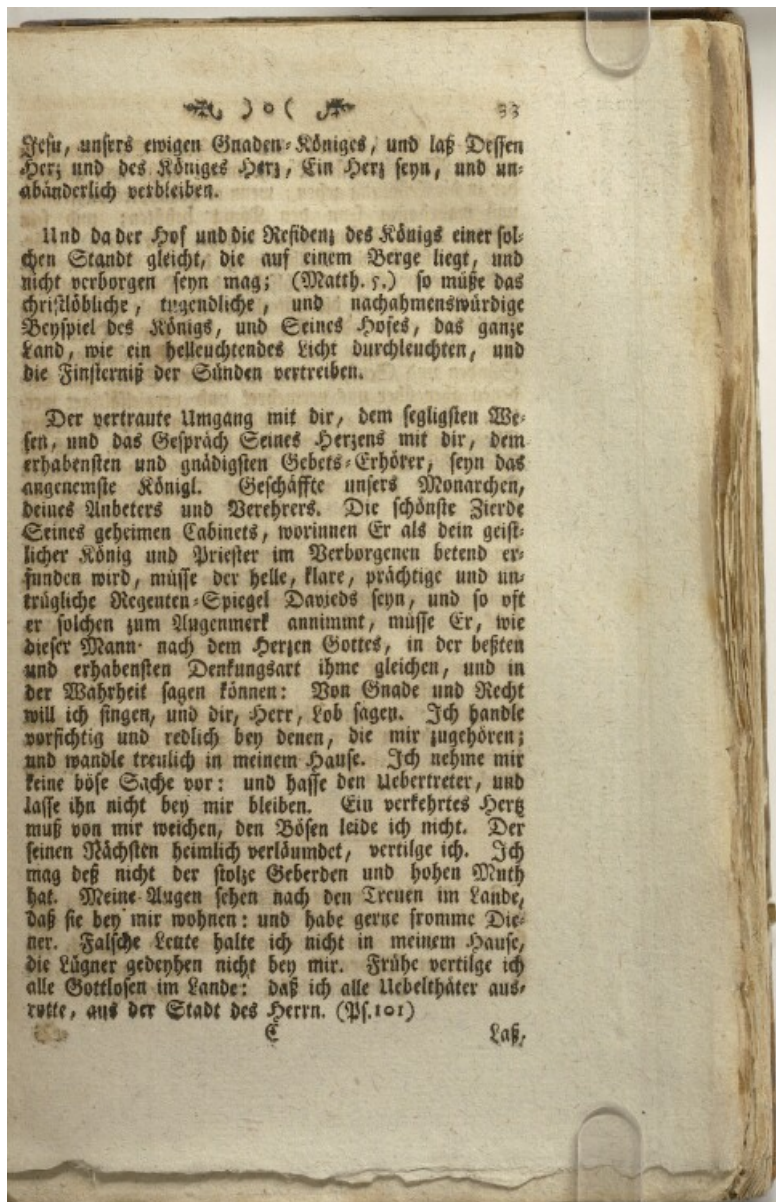 ) o ( 33
Jesu, unsers ewigen Gnaden-Königes, und laß Dessen
Herz und des Königes Herz, Ein Herz seyn, und un-
abänderlich verbleiben.
Und da der Hof und die Residenz des Königs einer sol-
chen Standt gleicht, die auf einem Berge liegt, und
nicht verborgen seyn mag; (Matth. 5.) so müße das
christlöbliche, tugendliche, und nachahmenswürdige
Beyspiel des Königs, und Seines Hofes, das ganze
Land, wie ein helleuchtendes Licht durchleuchten, und
die Finsterniß der Sünden vertreiben.
Der vertraute Umgang mit dir, dem segligsten We-
sen, und das Gespräch Seines Herzens mit dir, dem
erhabensten und gnädigsten Gebets-Erhörer, seyn das
angenemste Königl. Geschäffte unsers Monarchen,
deines Anbeters und Verehrers. Die schönste Zierde
Seines geheimen Cabinets, worinnen Er als dein geist-
licher König und Priester im Verborgenen betend er-
funden wird, müsse der helle, klare, prächtige und un-
trügliche Regenten-Spiegel Davieds seyn, und so oft
er solchen zum Augenmerk annimmt, müsse Er, wie
dieser Mann nach dem Herzen Gottes, in der beßten
und erhabensten Denkungsart ihme gleichen, und in
der Wahrheit sagen können: Von Gnade und Recht
will ich singen, und dir, Herr, Lob sagen. Ich handle
vorsichtig und redlich bey denen, die mir zugehören;
und wandle treulich in meinem Hause. Ich nehme mir
keine böse Sache vor: und hasse den Uebertreter, und
lasse ihn nicht bey mir bleiben. Ein verkehrtes Hertz
muß von mir weichen, den Bösen leide ich nicht. Der
seinen Nächsten heimlich verläumdet, vertilge ich. Ich
mag deß nicht der stolze Geberden und hohen Muth
hat. Meine Augen sehen nach den Treuen im Lande,
daß sie bey mir wohnen: und habe gerne fromme Die-
ner. Falsche Leute halte ich nicht in meinem Hause,
die Lügner gedeyhen nicht bey mir. Frühe vertilge ich
alle Gottlosen im Lande: daß ich alle Uebelthäter aus-
rotte, aus der Stadt des Herrn. (Ps. 101)
C Laß,